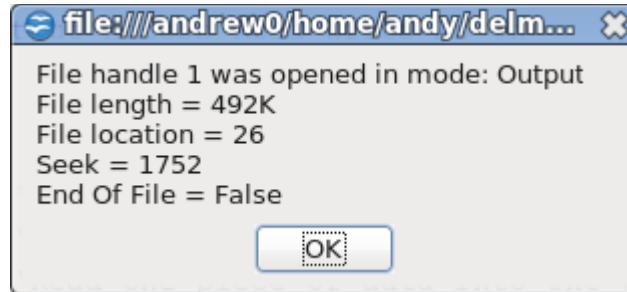 file:///andrew0/home/andy/delm...
File handle 1 was opened in mode: Output
File length = 492K
File location = 26
Seek = 1752
End Of File = False
OK